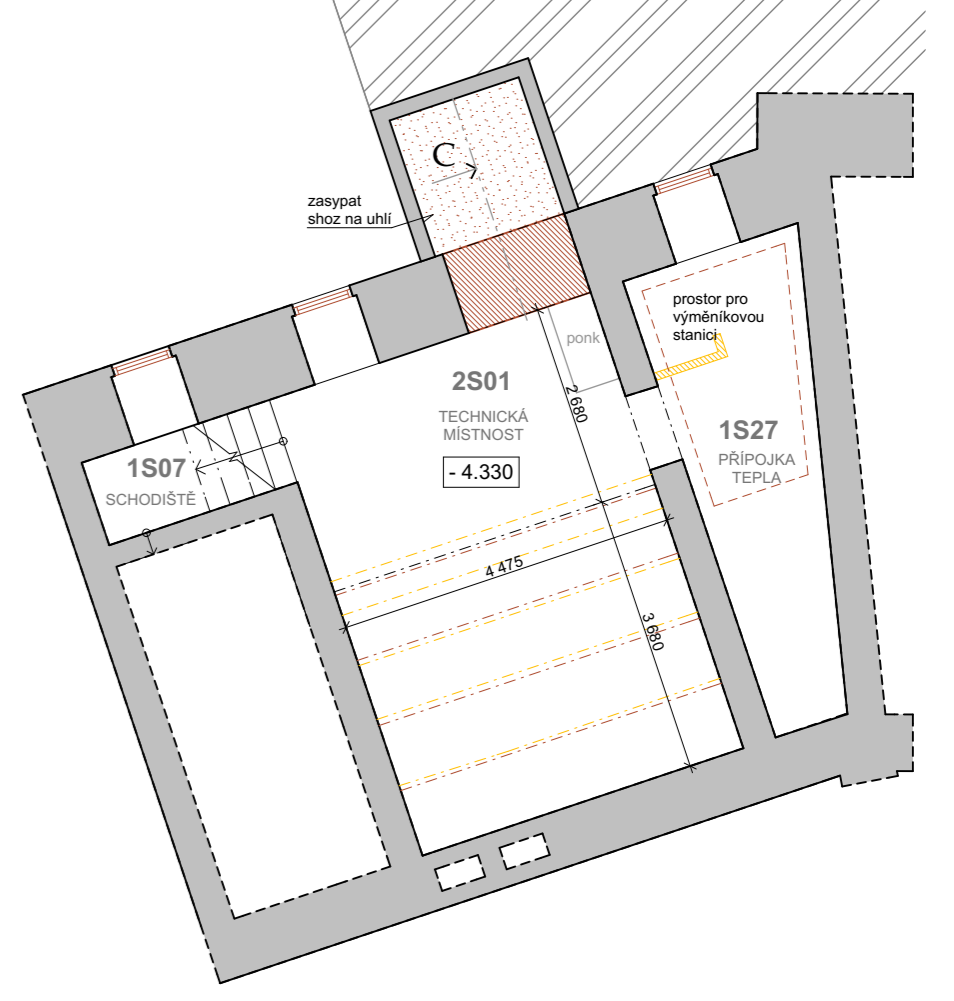 C
zasypat
shoz na uhlí
prostor pro
výměníkovou
stanici
ponk
2S01
TECHNICKÁ
MÍSTNOST
- 4.330
2 680
1S27
PŘÍPOJKA
TEPLA
1S07
SCHODIŠTĚ
4 475
3 680